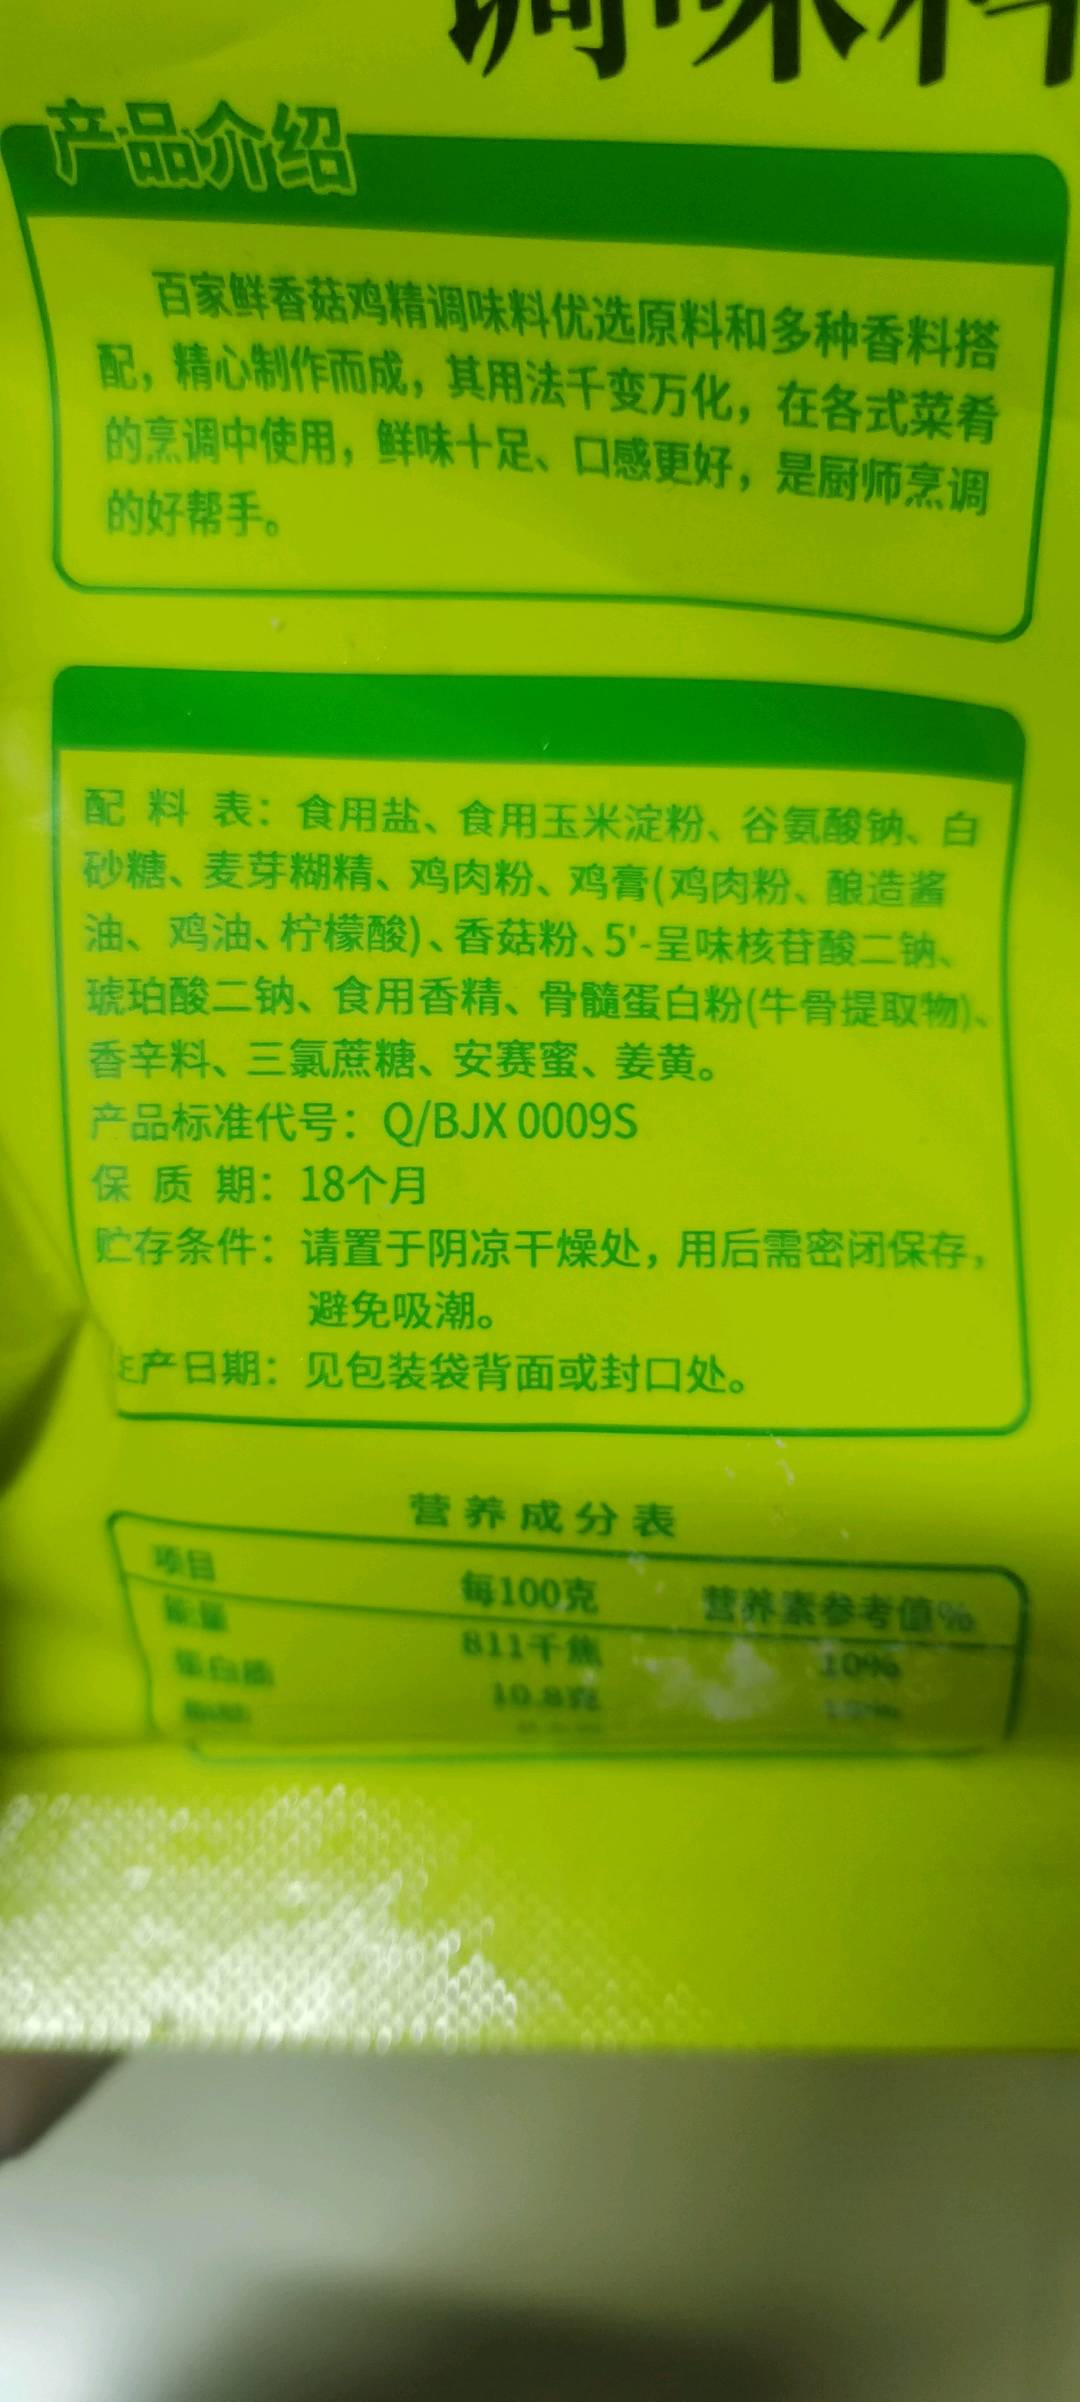 调味料
产品介绍
百家鲜香菇鸡精调味料优选原料和多种香料搭
配，精心制作而成，其用法千变万化，在各式菜肴
的烹调中使用，鲜味十足、口感更好，是厨师烹调
的好帮手。
配料表：食用盐、食用玉米淀粉、谷氨酸钠、白
砂糖、麦芽糊精、鸡肉粉、鸡膏(鸡肉粉、酿造酱
油、鸡油、柠檬酸)、香菇粉、5'-呈味核苷酸二钠、
琥珀酸二钠、食用香精、骨髓蛋白粉(牛骨提取物)、
香辛料、三氯蔗糖、安赛蜜、姜黄。
产品标准代号：Q/BJX 0009S
保质期：18个月
贮存条件：请置于阴凉干燥处，用后需密闭保存，
避免吸潮。
生产日期：见包装袋背面或封口处。
营养成分表
项目 每100克 营养素参考值%
能量 811千焦 10%
蛋白质 10.8克